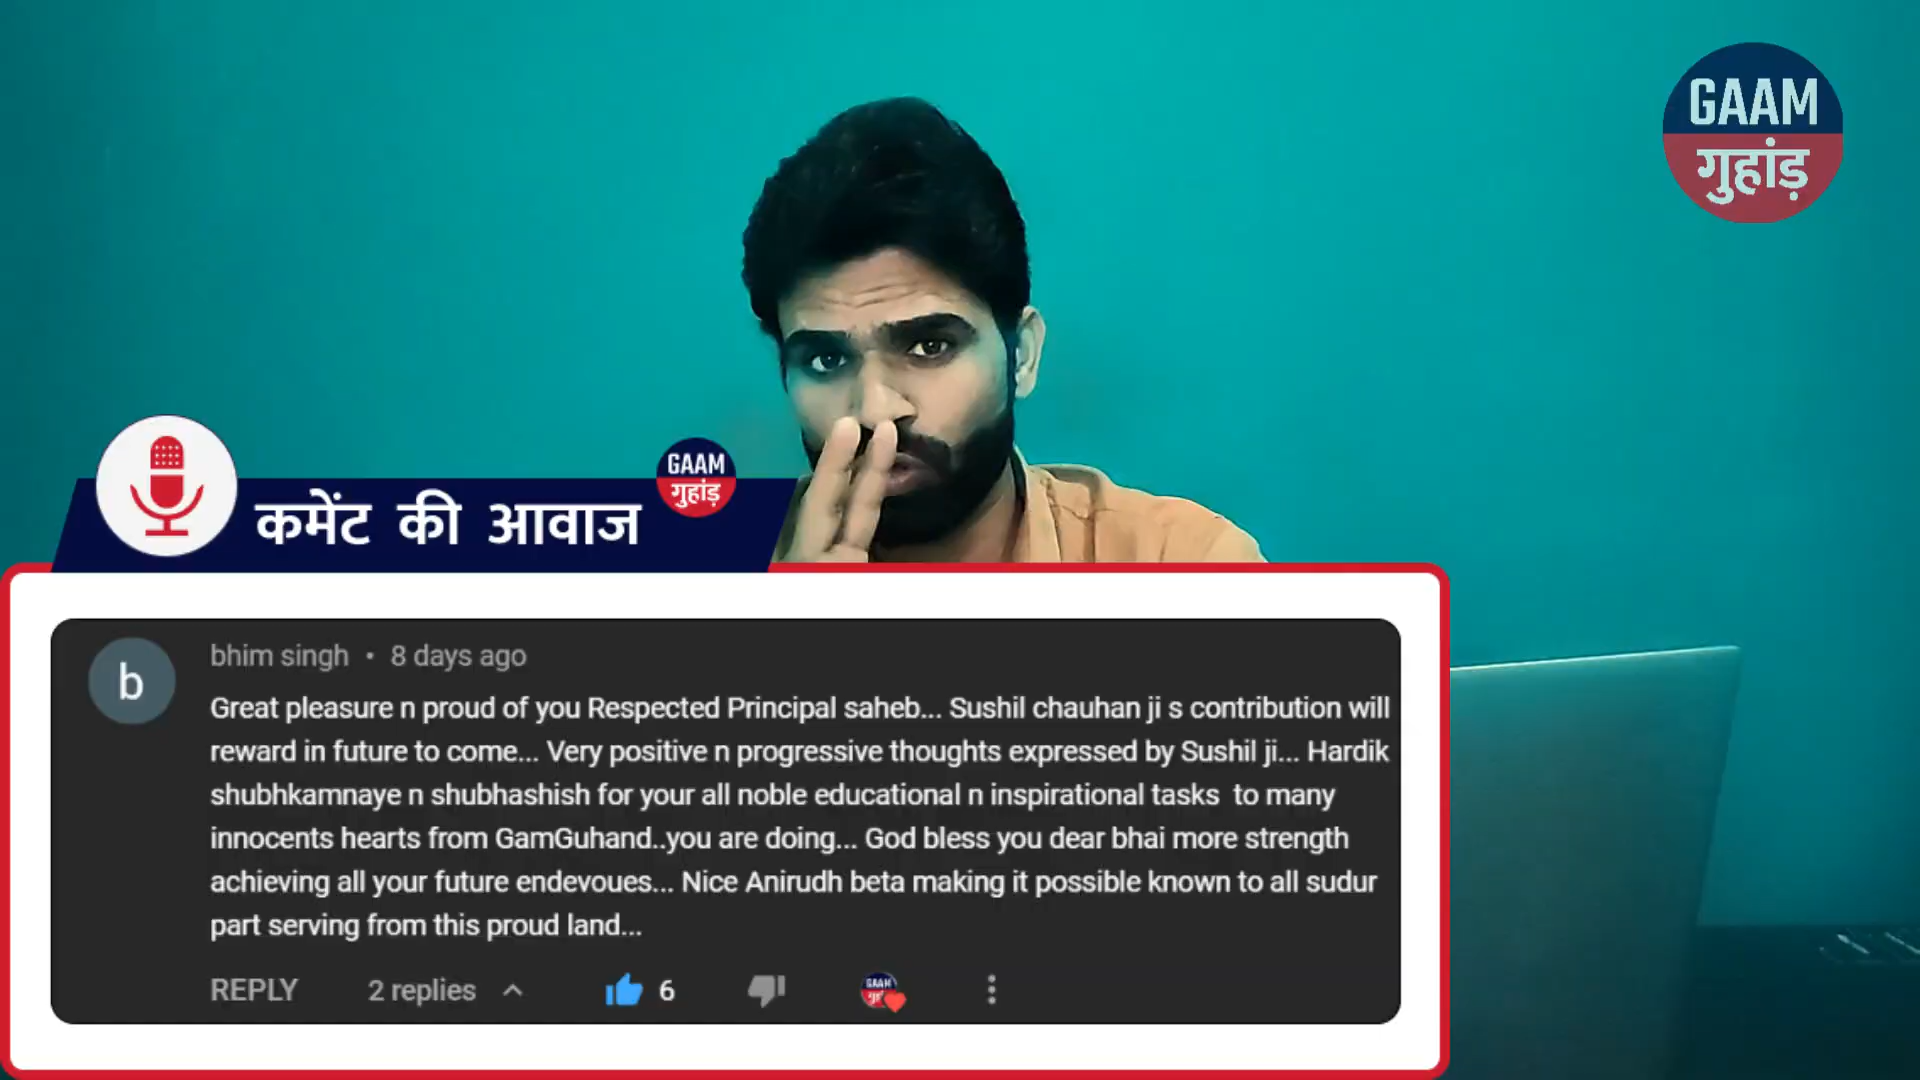 GAAM
गुहांड़
GAAM
गुहांड़
कमेंट की आवाज
b
bhim singh • 8 days ago
Great pleasure n proud of you Respected Principal saheb... Sushil chauhan ji s contribution will
reward in future to come... Very positive n progressive thoughts expressed by Sushil ji... Hardik
shubhkamnaye n shubhashish for your all noble educational n inspirational tasks to many
innocents hearts from GamGuhand..you are doing... God bless you dear bhai more strength
achieving all your future endevoues... Nice Anirudh beta making it possible known to all sudur
part serving from this proud land...
REPLY 2 replies 6
GAAM